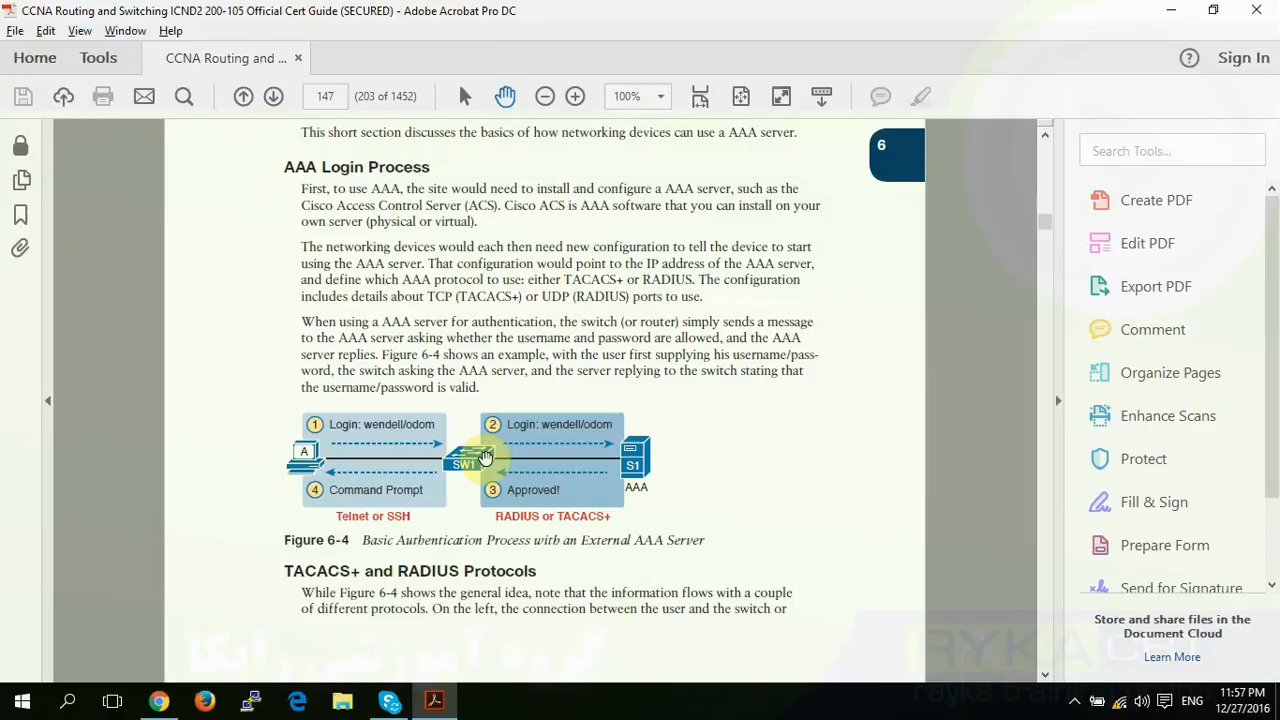 CCNA Routing and Switching ICND2 200-105 Official Cert Guide (SECURED) - Adobe Acrobat Pro DC
File Edit View Window Help
Home Tools CCNA Routing and ... × Sign In
147 (203 of 1452) 100%
This short section discusses the basics of how networking devices can use a AAA server.
6
AAA Login Process
First, to use AAA, the site would need to install and configure a AAA server, such as the
Cisco Access Control Server (ACS). Cisco ACS is AAA software that you can install on your
own server (physical or virtual).
The networking devices would each then need new configuration to tell the device to start
using the AAA server. That configuration would point to the IP address of the AAA server,
and define which AAA protocol to use: either TACACS+ or RADIUS. The configuration
includes details about TCP (TACACS+) or UDP (RADIUS) ports to use.
When using a AAA server for authentication, the switch (or router) simply sends a message
to the AAA server asking whether the username and password are allowed, and the AAA
server replies. Figure 6-4 shows an example, with the user first supplying his username/pass-
word, the switch asking the AAA server, and the server replying to the switch stating that
the username/password is valid.
1 Login: wendell/odom 2 Login: wendell/odom
A SW1 S1
4 Command Prompt 3 Approved! AAA
Telnet or SSH RADIUS or TACACS+
Figure 6-4 Basic Authentication Process with an External AAA Server
TACACS+ and RADIUS Protocols
While Figure 6-4 shows the general idea, note that the information flows with a couple
of different protocols. On the left, the connection between the user and the switch or
Search Tools...
Create PDF
Edit PDF
Export PDF
Comment
Organize Pages
Enhance Scans
Protect
Fill & Sign
Prepare Form
Send for Signature
Store and share files in the
Document Cloud
Learn More
گروه آموزشی رایکا
RYKA
rayka
ENG
11:57 PM
12/27/2016